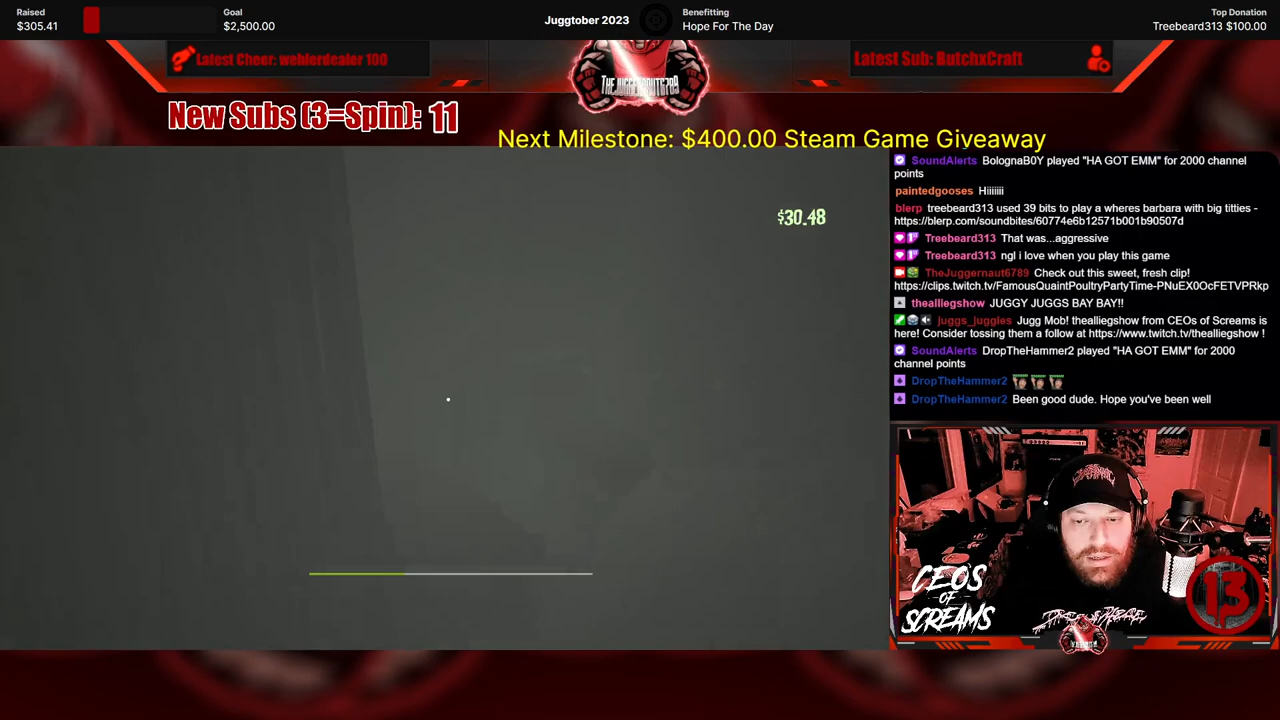 Raised
$305.41
Goal
$2,500.00
Juggtober 2023
Benefitting
Hope For The Day
Top Donation
Treebeard313 $100.00
Latest Cheer: wehlerdealer 100
THEJUGGERNAUT6789
Latest Sub: ButchxCraft
New Subs (3=Spin): 11
Next Milestone: $400.00 Steam Game Giveaway
$30.48
SoundAlerts BolognaB0Y played "HA GOT EMM" for 2000 channel
points
paintedgooses Hiiiiiii
blerp treebeard313 used 39 bits to play a wheres barbara with big titties -
https://blerp.com/soundbites/60774e6b12571b001b90507d
Treebeard313 That was...aggressive
Treebeard313 ngl i love when you play this game
TheJuggernaut6789 Check out this sweet, fresh clip!
https://clips.twitch.tv/FamousQuaintPoultryPartyTime-PNuEX0OcFETVPRkp
thealliegshow JUGGY JUGGS BAY BAY!!
juggs_juggies Jugg Mob! thealliegshow from CEOs of Screams is
here! Consider tossing them a follow at https://www.twitch.tv/thealliegshow !
SoundAlerts DropTheHammer2 played "HA GOT EMM" for 2000
channel points
DropTheHammer2
DropTheHammer2 Been good dude. Hope you've been well
CEOS
OF
SCREAMS
13